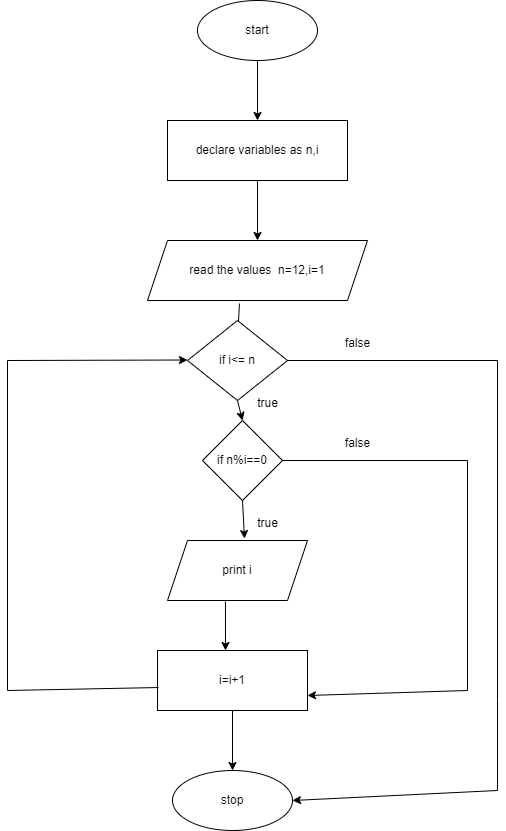 start
declare variables as n,i
read the values  n=12,i=1
if i<= n
false
true
if n%i==0
false
true
print i
i=i+1
stop